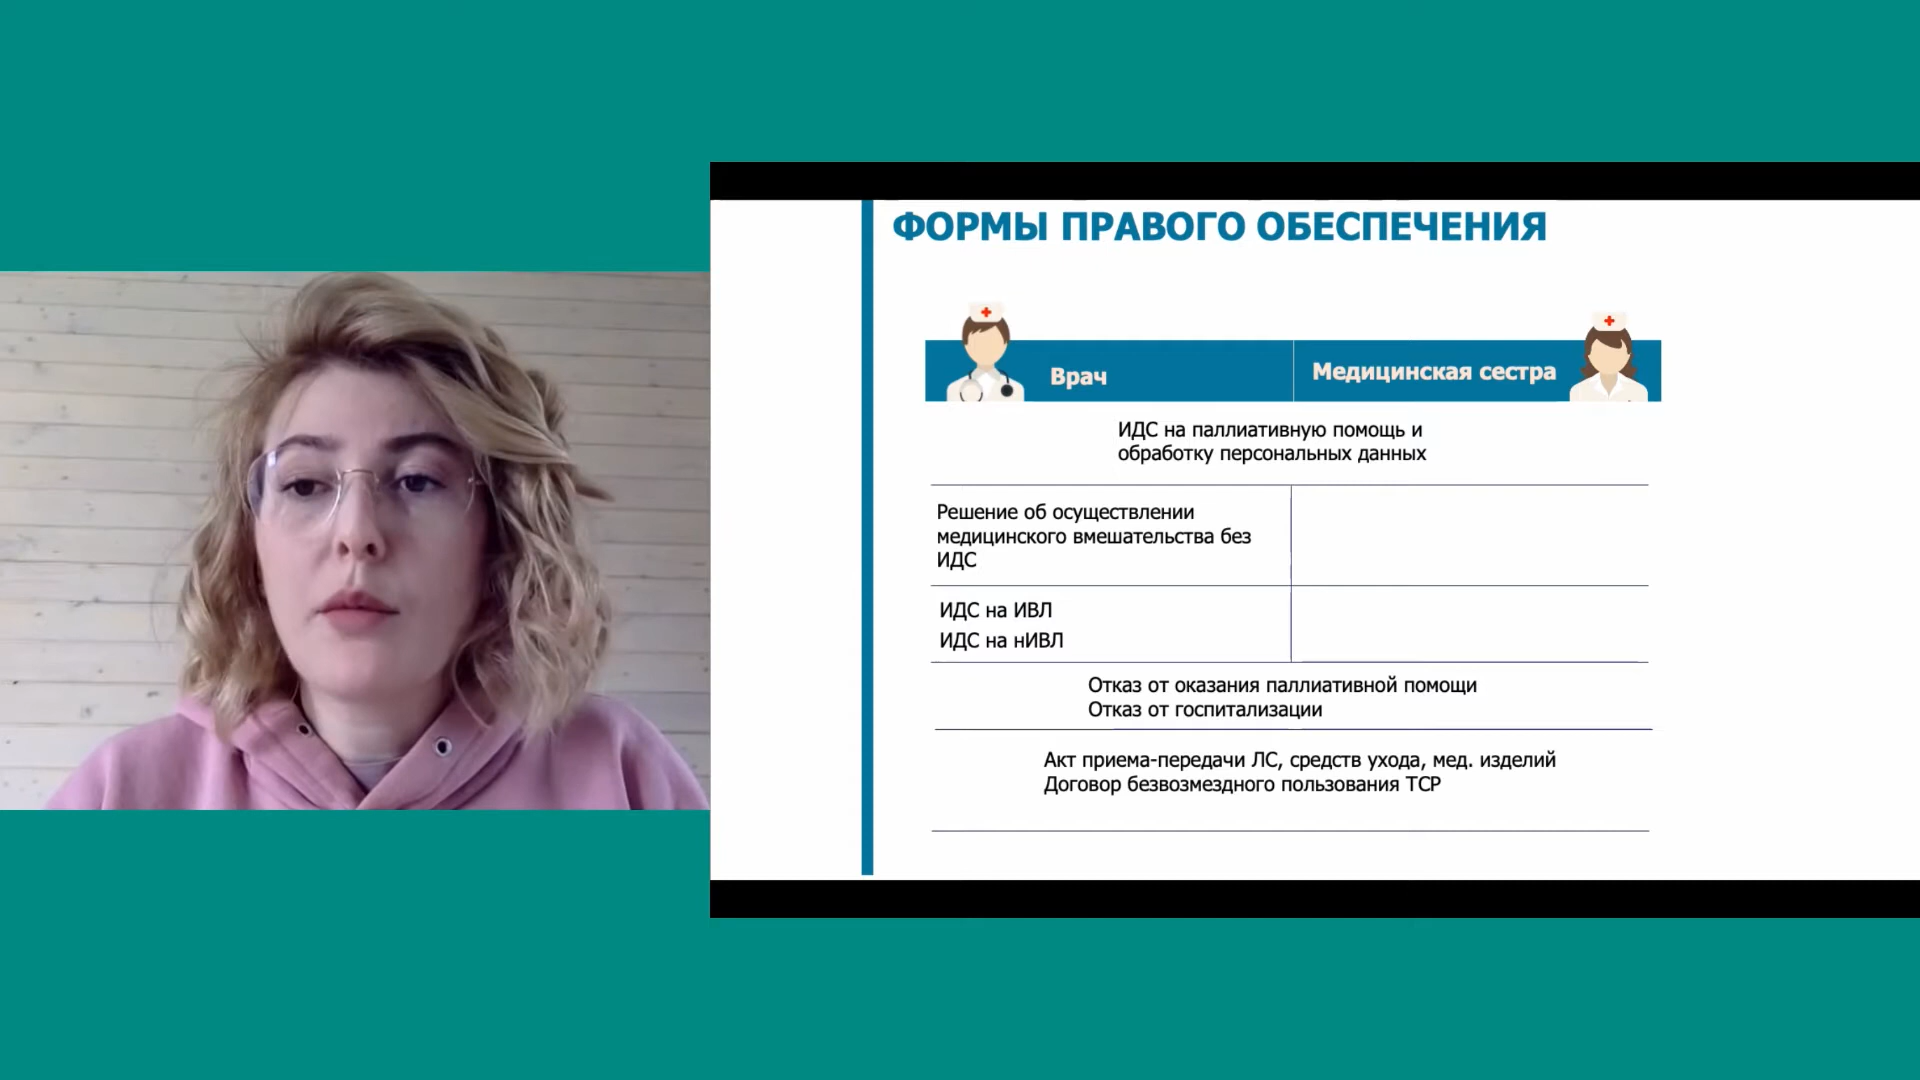 ФОРМЫ ПРАВОГО ОБЕСПЕЧЕНИЯ
Врач
Медицинская сестра
ИДС на паллиативную помощь и
обработку персональных данных
Решение об осуществлении
медицинского вмешательства без
ИДС
ИДС на ИВЛ
ИДС на нИВЛ
Отказ от оказания паллиативной помощи
Отказ от госпитализации
Акт приема-передачи ЛС, средств ухода, мед. изделий
Договор безвозмездного пользования ТСР